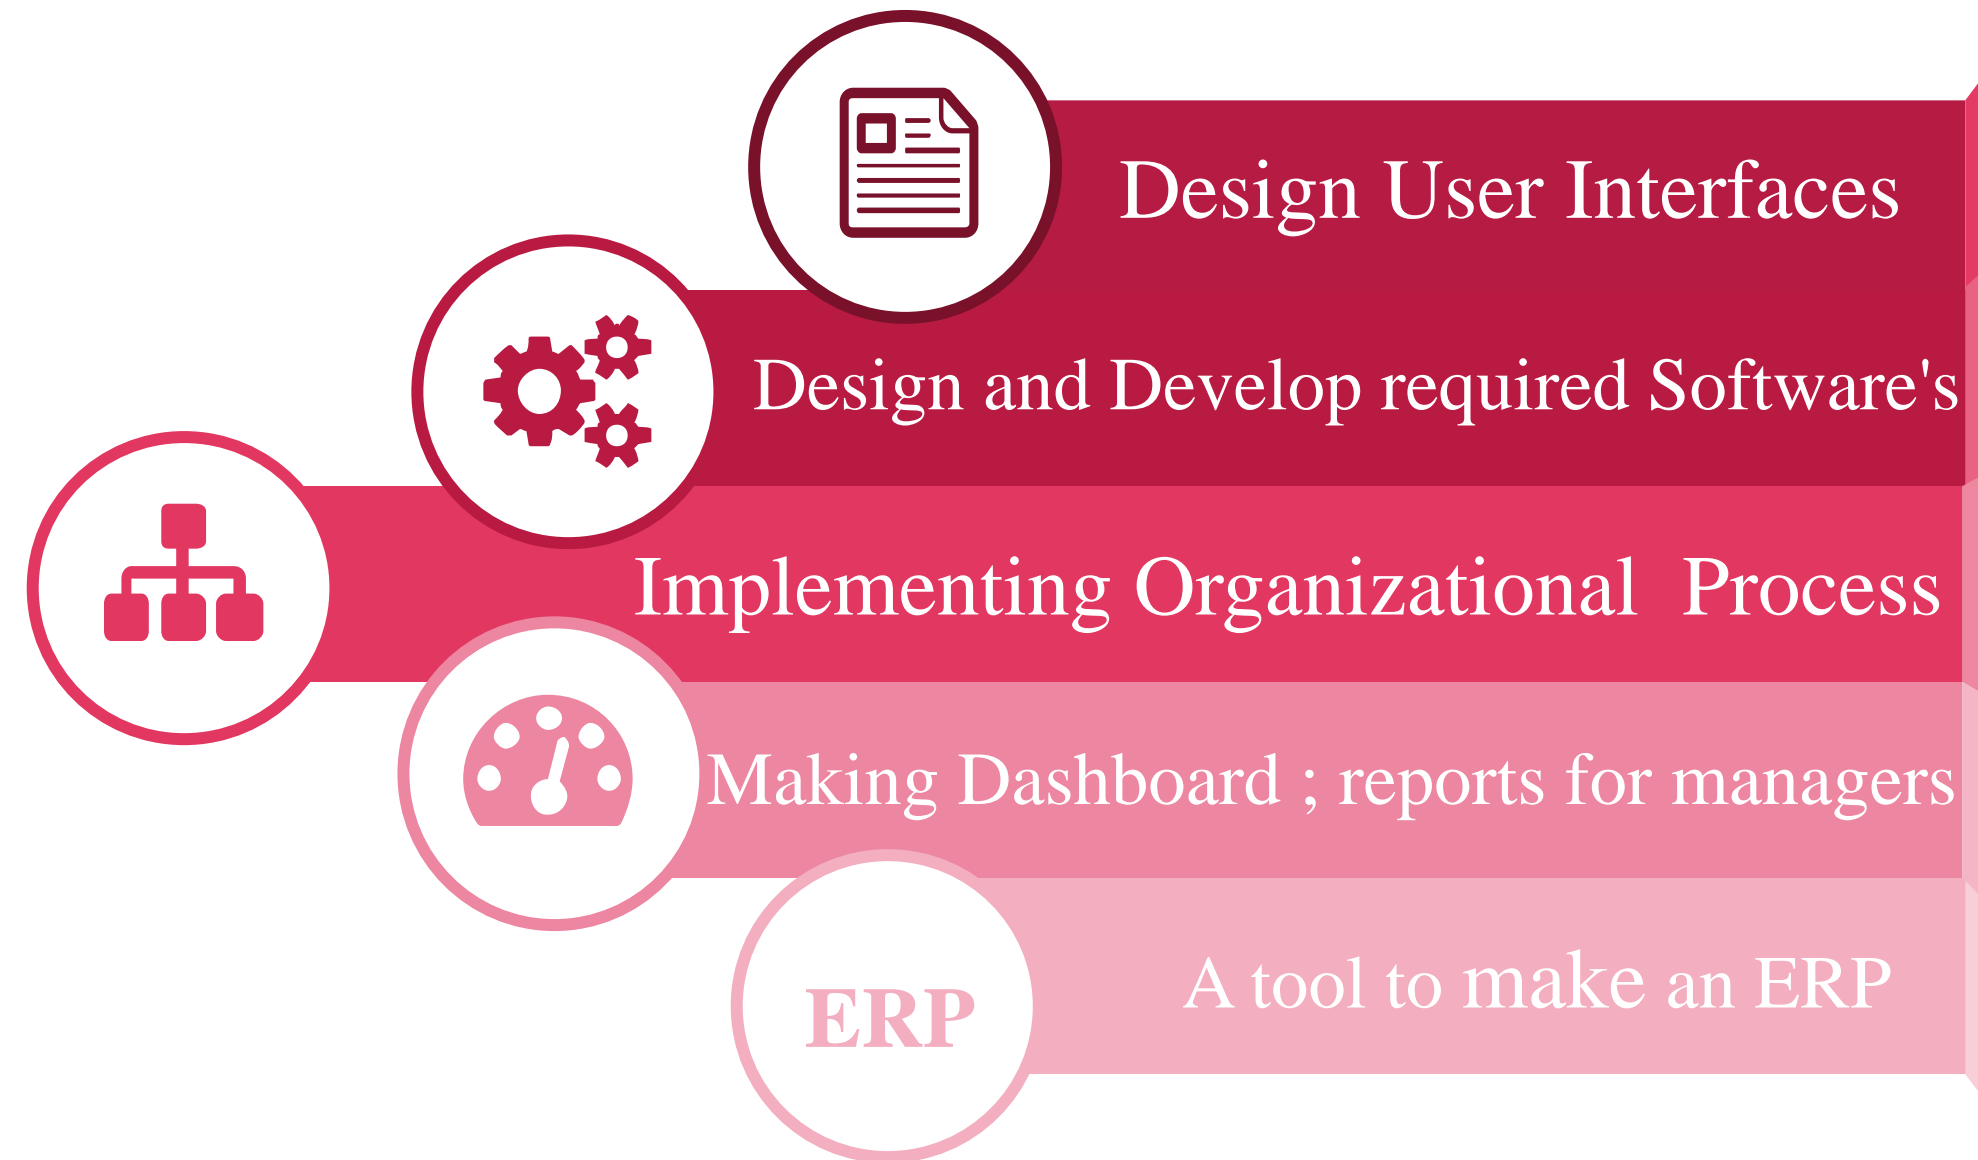 Design User Interfaces
Design and Develop required Software's
Implementing Organizational Process
Making Dashboard ; reports for managers
ERP
A tool to make an ERP